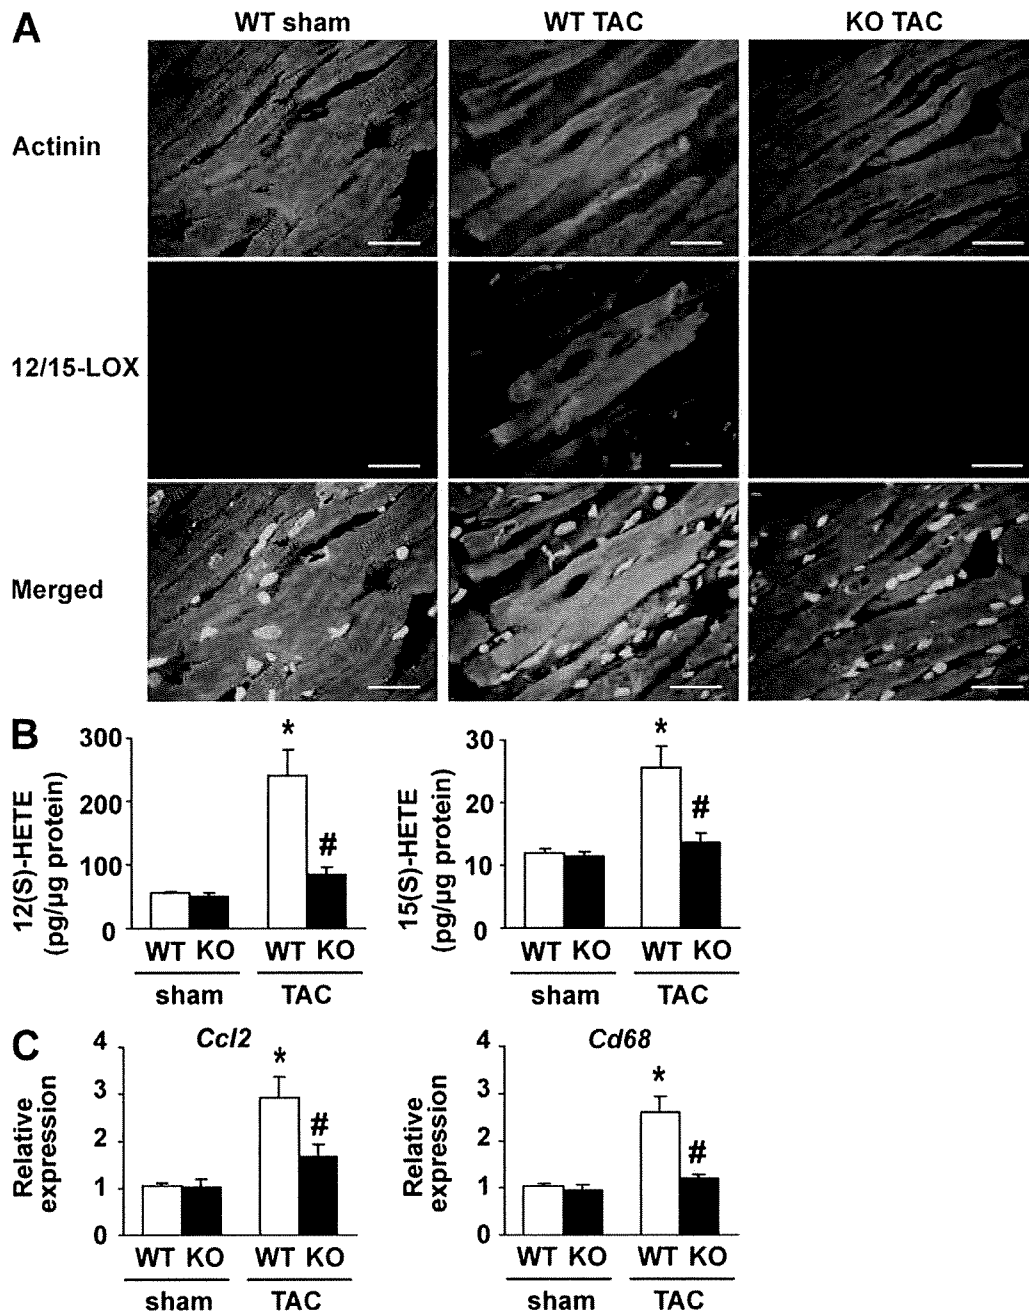 A
WT sham WT TAC KO TAC
Actinin
12/15-LOX
Merged
B
12(S)-HETE
(pg/µg protein)
300
200
100
0
*
#
WT KO WT KO
sham TAC
15(S)-HETE
(pg/µg protein)
30
20
10
0
*
#
WT KO WT KO
sham TAC
C
Ccl2
Relative
expression
4
3
2
1
0
*
#
WT KO WT KO
sham TAC
Cd68
Relative
expression
4
3
2
1
0
*
#
WT KO WT KO
sham TAC